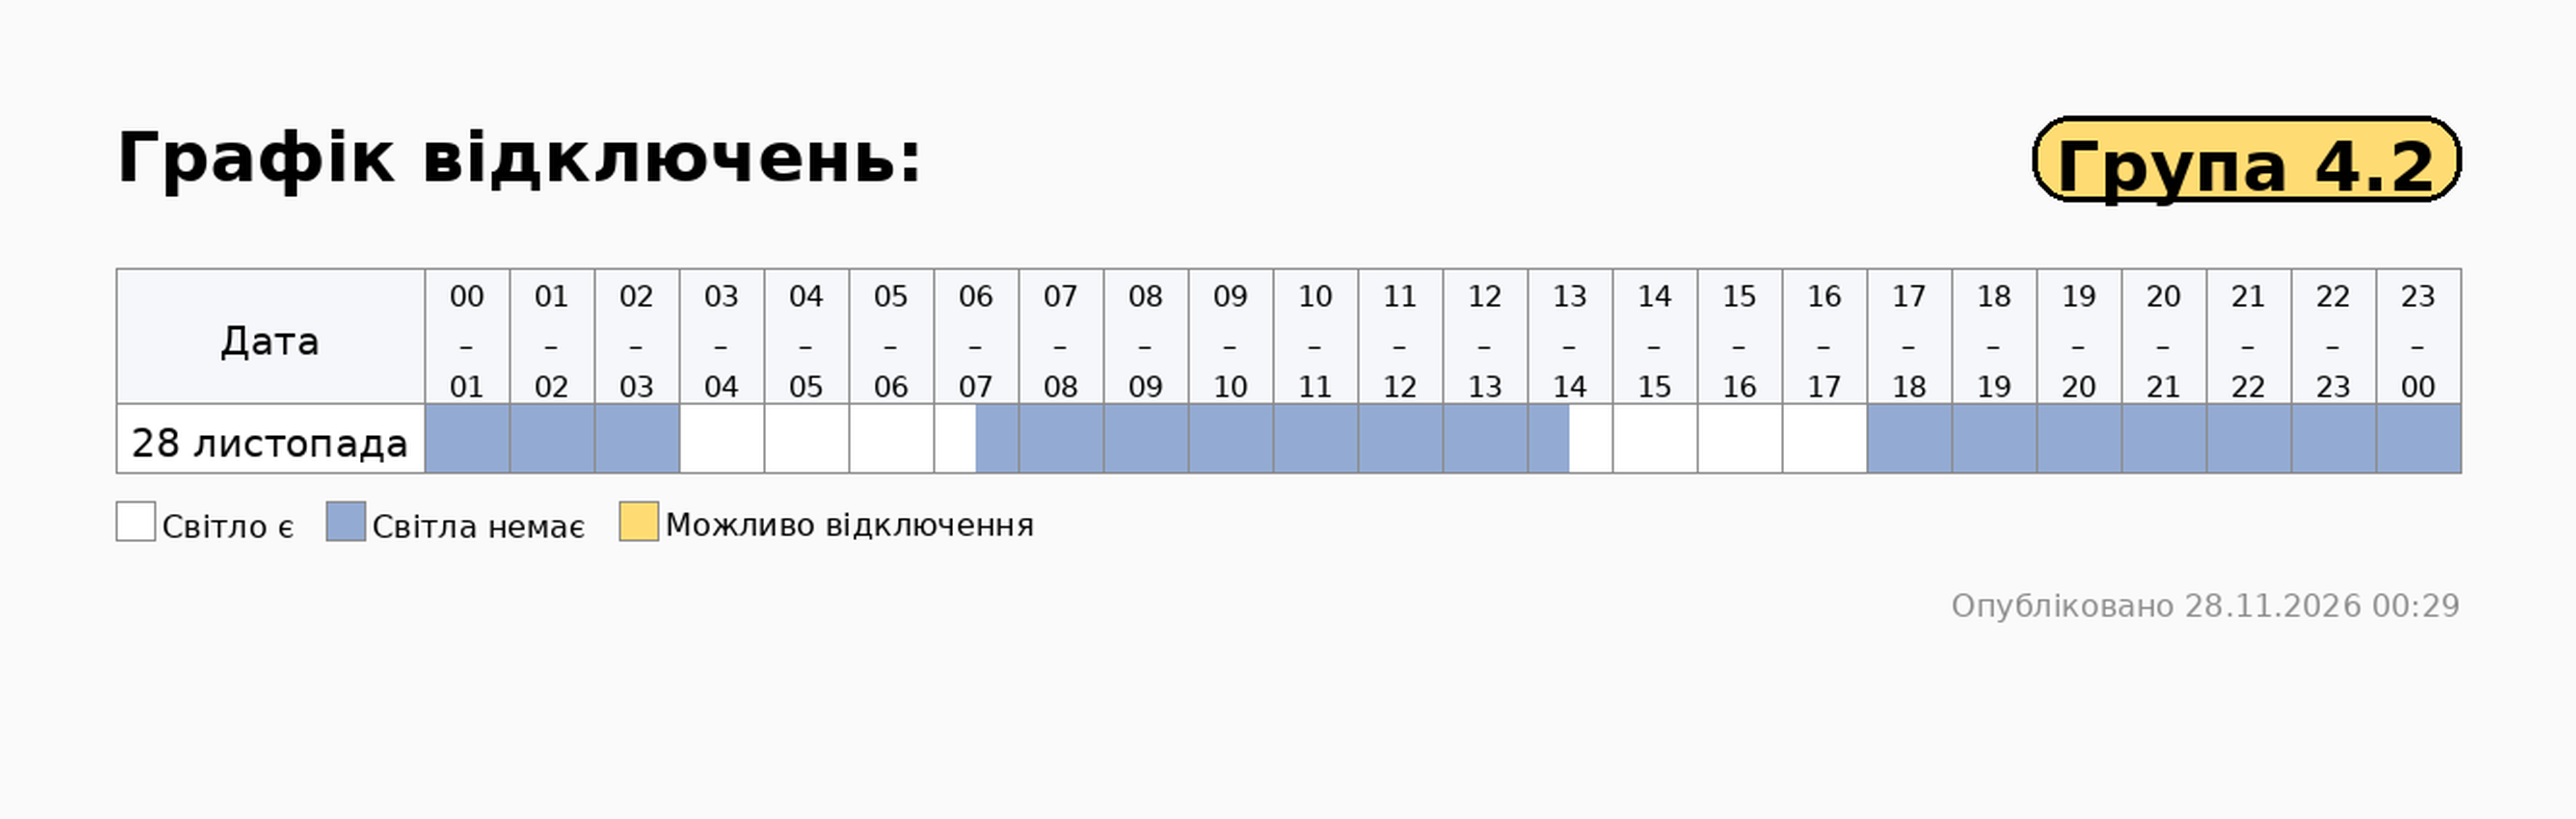 Графік відключень:
Група 4.2
Дата 00 – 01 01 – 02 02 – 03 03 – 04 04 – 05 05 – 06 06 – 07 07 – 08 08 – 09 09 – 10 10 – 11 11 – 12 12 – 13 13 – 14 14 – 15 15 – 16 16 – 17 17 – 18 18 – 19 19 – 20 20 – 21 21 – 22 22 – 23 23 – 00
28 листопада
Світло є Світла немає Можливо відключення
Опубліковано 28.11.2026 00:29